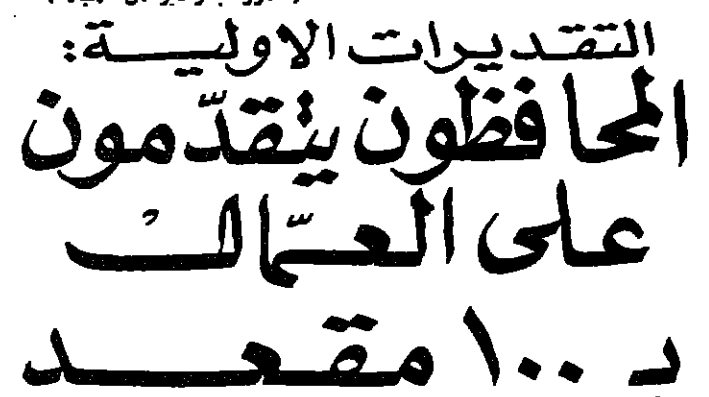 التقديرات الاولية:
المحافظون يتقدّمون
على العمّال
بـ ١٠٠ مقعد